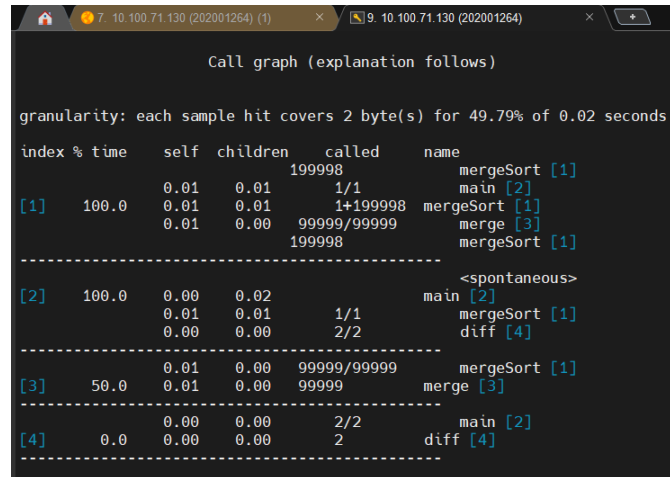 7. 10.100.71.130 (202001264) (1) × 9. 10.100.71.130 (202001264) × +
Call graph (explanation follows)
granularity: each sample hit covers 2 byte(s) for 49.79% of 0.02 seconds
index % time self children called name
199998 mergeSort [1]
0.01 0.01 1/1 main [2]
[1] 100.0 0.01 0.01 1+199998 mergeSort [1]
0.01 0.00 99999/99999 merge [3]
199998 mergeSort [1]
-----------------------------------------------
<spontaneous>
[2] 100.0 0.00 0.02 main [2]
0.01 0.01 1/1 mergeSort [1]
0.00 0.00 2/2 diff [4]
-----------------------------------------------
0.01 0.00 99999/99999 mergeSort [1]
[3] 50.0 0.01 0.00 99999 merge [3]
-----------------------------------------------
0.00 0.00 2/2 main [2]
[4] 0.0 0.00 0.00 2 diff [4]
-----------------------------------------------